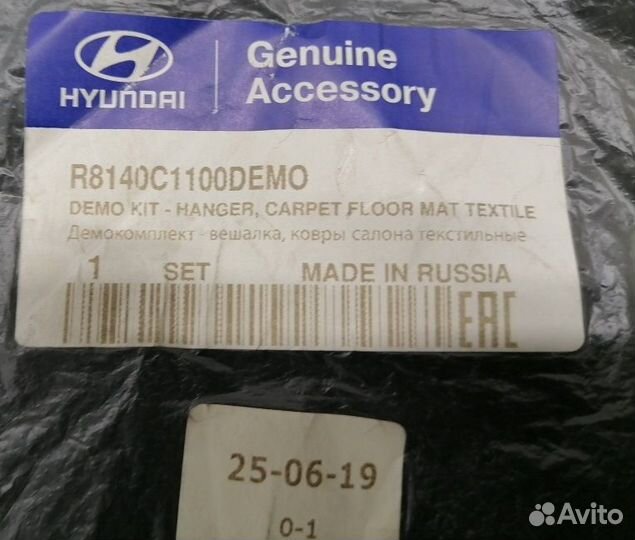 HYUNDAI
Genuine
Accessory
R8140C1100DEMO
DEMO KIT - HANGER, CARPET FLOOR MAT TEXTILE
Демокомплект - вешалка, ковры салона текстильные
1 SET MADE IN RUSSIA
EAC
25-06-19
0-1
Avito